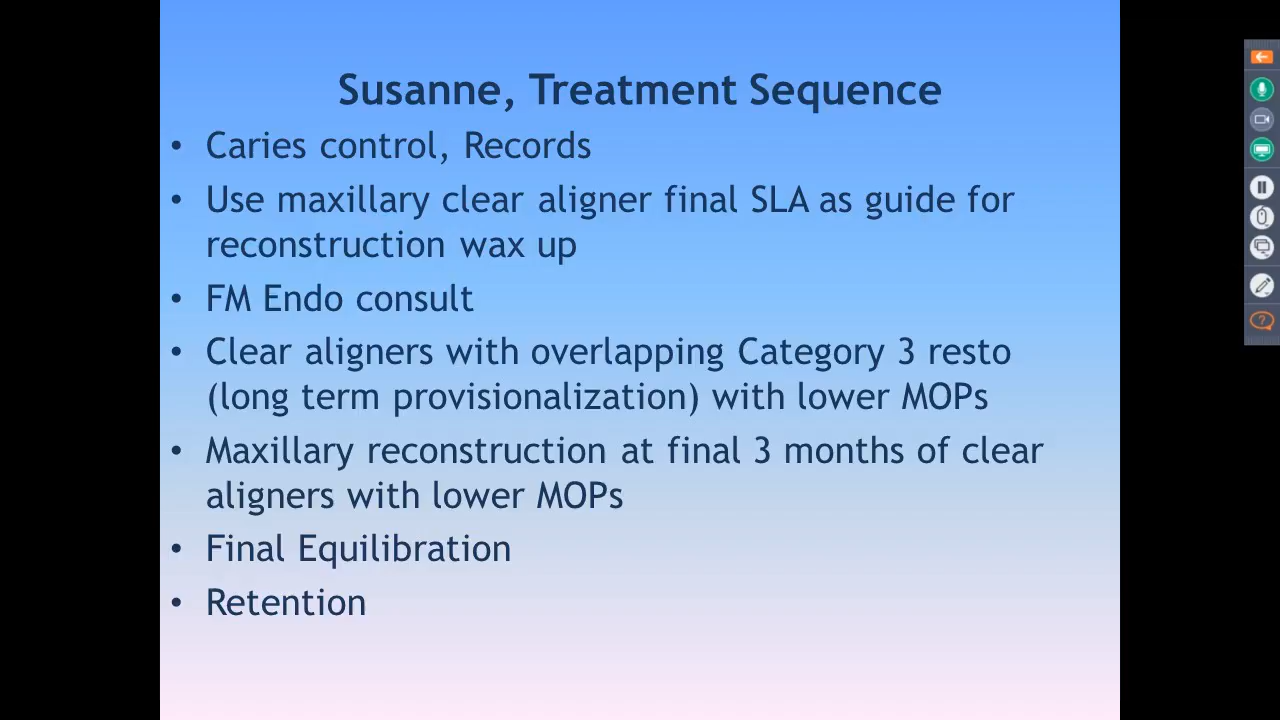 Susanne, Treatment Sequence
• Caries control, Records
• Use maxillary clear aligner final SLA as guide for
reconstruction wax up
• FM Endo consult
• Clear aligners with overlapping Category 3 resto
(long term provisionalization) with lower MOPs
• Maxillary reconstruction at final 3 months of clear
aligners with lower MOPs
• Final Equilibration
• Retention